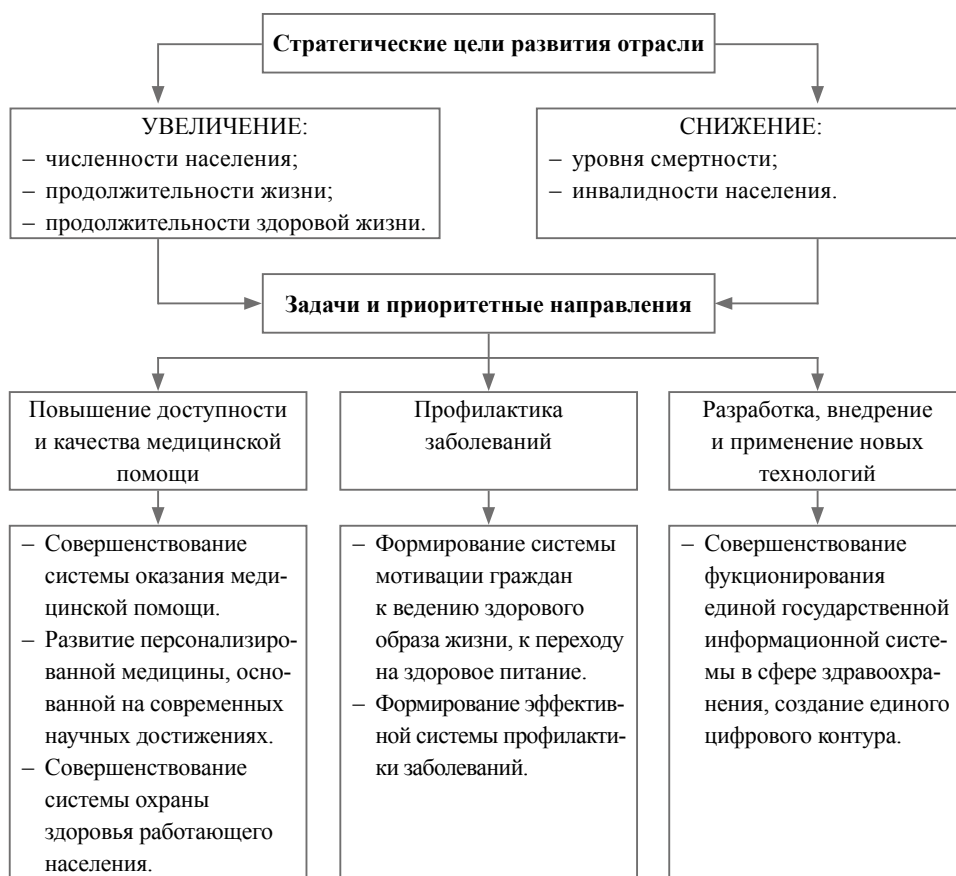 Стратегические цели развития отрасли
УВЕЛИЧЕНИЕ:
– численности населения;
– продолжительности жизни;
– продолжительности здоровой жизни.
СНИЖЕНИЕ:
– уровня смертности;
– инвалидности населения.
Задачи и приоритетные направления
Повышение доступности
и качества медицинской
помощи
Профилактика
заболеваний
Разработка, внедрение
и применение новых
технологий
– Совершенствование
системы оказания меди-
цинской помощи.
– Развитие персонализиро-
ванной медицины, осно-
ванной на современных
научных достижениях.
– Совершенствование
системы охраны
здоровья работающего
населения.
– Формирование системы
мотивации граждан
к ведению здорового
образа жизни, к переходу
на здоровое питание.
– Формирование эффектив-
ной системы профилакти-
ки заболеваний.
– Совершенствование
фукционирования
единой государственной
информационной систе-
мы в сфере здравоохра-
нения, создание единого
цифрового контура.